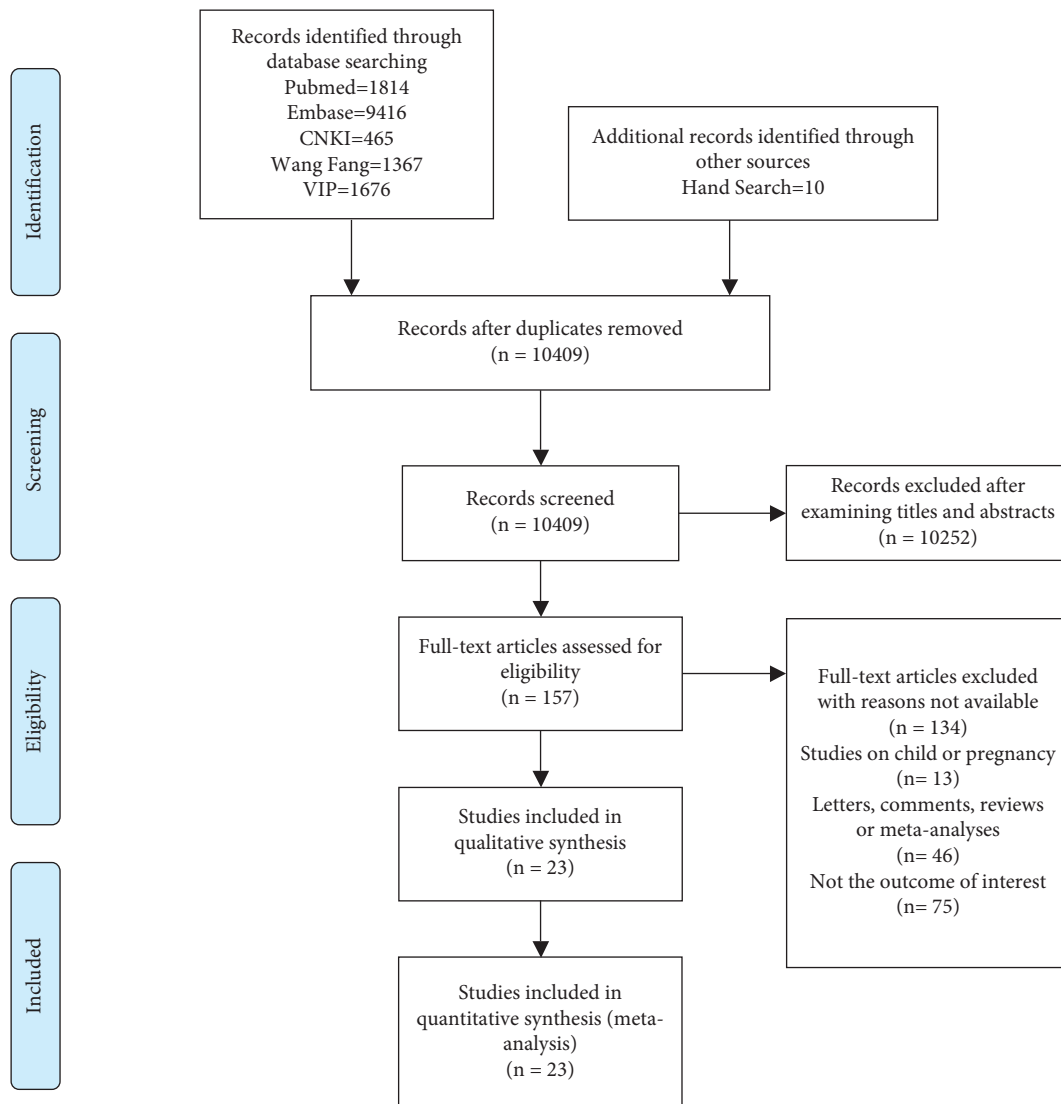 Identification
Records identified through
database searching
Pubmed=1814
Embase=9416
CNKI=465
Wang Fang=1367
VIP=1676
Additional records identified through
other sources
Hand Search=10
Records after duplicates removed
(n = 10409)
Screening
Records screened
(n = 10409)
Records excluded after
examining titles and abstracts
(n = 10252)
Eligibility
Full-text articles assessed for
eligibility
(n = 157)
Full-text articles excluded
with reasons not available
(n = 134)
Studies on child or pregnancy
(n= 13)
Letters, comments, reviews
or meta-analyses
(n= 46)
Not the outcome of interest
(n= 75)
Studies included in
qualitative synthesis
(n = 23)
Included
Studies included in
quantitative synthesis (meta-
analysis)
(n = 23)